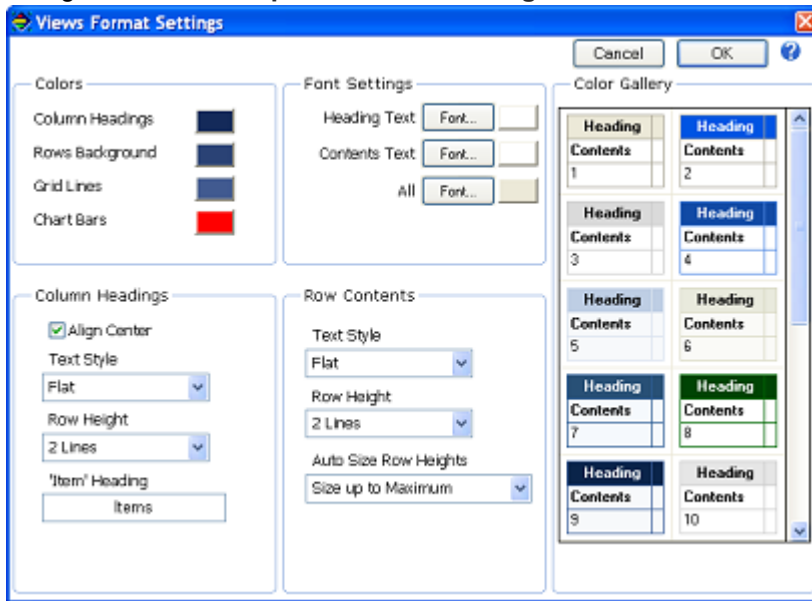 Views Format Settings
Cancel
OK
?
Colors
Column Headings
Rows Background
Grid Lines
Chart Bars
Font Settings
Heading Text Font...
Contents Text Font...
All Font...
Color Gallery
Heading Heading
Contents Contents
1 2
Heading Heading
Contents Contents
3 4
Heading Heading
Contents Contents
5 6
Heading Heading
Contents Contents
7 8
Heading Heading
Contents Contents
9 10
Column Headings
Align Center
Text Style
Flat
Row Height
2 Lines
'Item' Heading
Items
Row Contents
Text Style
Flat
Row Height
2 Lines
Auto Size Row Heights
Size up to Maximum